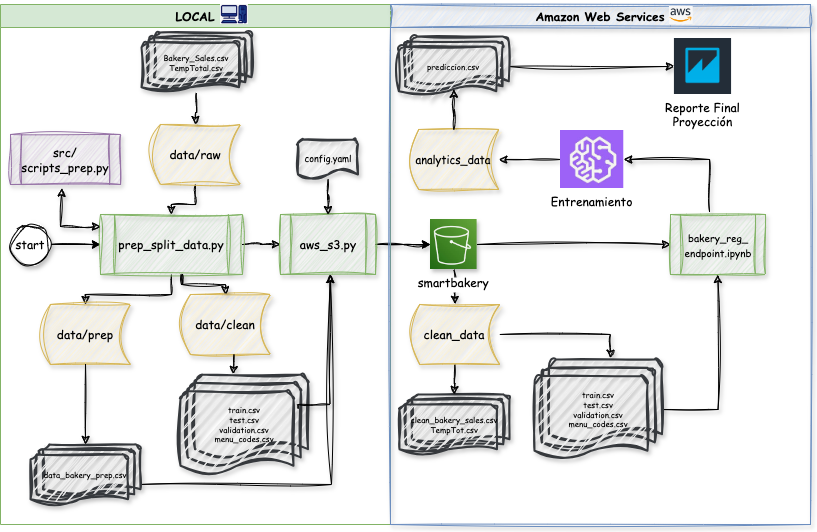 LOCAL
Amazon Web Services
aws
Bakery_Sales.csv
TempTotal.csv
prediccion.csv
Reporte Final
Proyección
src/
scripts_prep.py
data/raw
config.yaml
analytics_data
Entrenamiento
start
prep_split_data.py
aws_s3.py
smartbakery
bakery_reg_
endpoint.ipynb
data/prep
data/clean
clean_data
train.csv
test.csv
validation.csv
menu_codes.csv
clean_bakery_sales.csv
TempTot.csv
train.csv
test.csv
validation.csv
menu_codes.csv
data_bakery_prep.csv